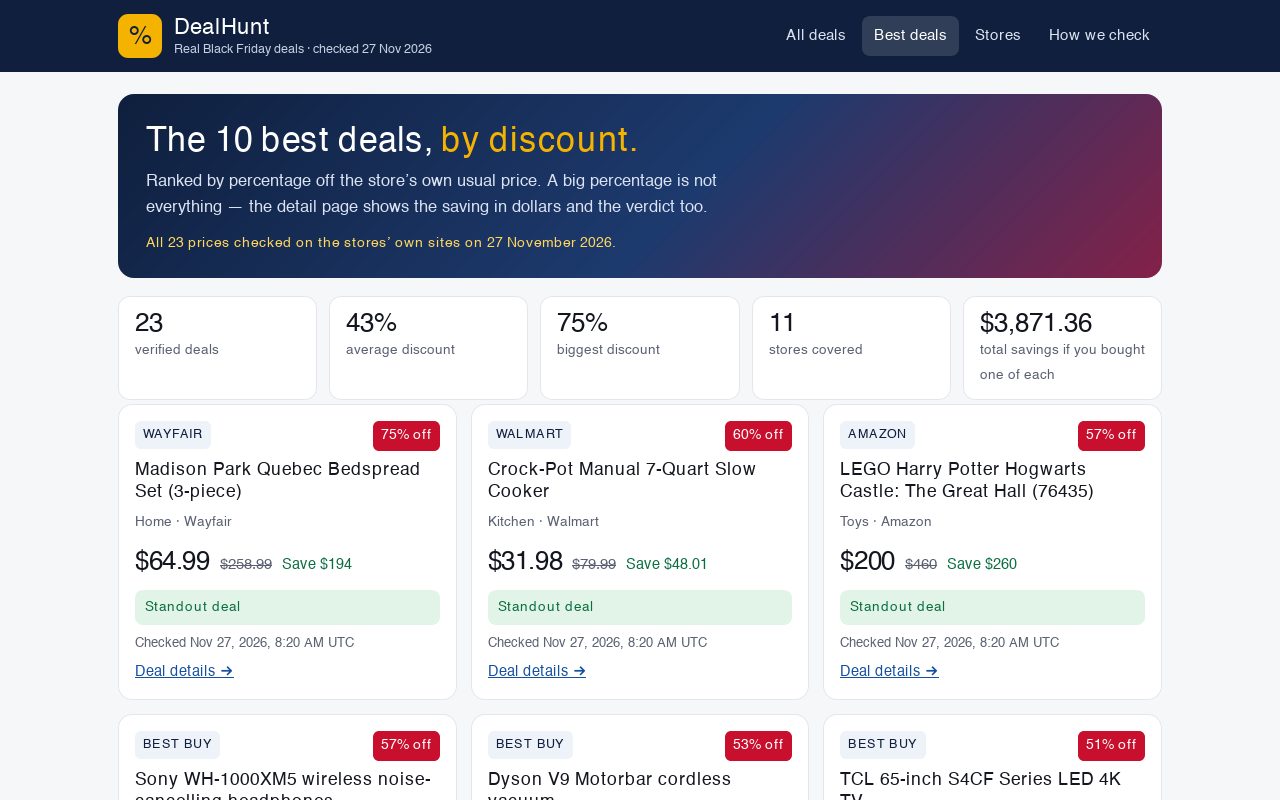 %
DealHunt
Real Black Friday deals · checked 27 Nov 2026
All deals
Best deals
Stores
How we check
The 10 best deals, by discount.
Ranked by percentage off the store’s own usual price. A big percentage is not
everything — the detail page shows the saving in dollars and the verdict too.
All 23 prices checked on the stores’ own sites on 27 November 2026.
23
verified deals
43%
average discount
75%
biggest discount
11
stores covered
$3,871.36
total savings if you bought
one of each
WAYFAIR
75% off
Madison Park Quebec Bedspread
Set (3-piece)
Home · Wayfair
$64.99 $258.99 Save $194
Standout deal
Checked Nov 27, 2026, 8:20 AM UTC
Deal details →
WALMART
60% off
Crock-Pot Manual 7-Quart Slow
Cooker
Kitchen · Walmart
$31.98 $79.99 Save $48.01
Standout deal
Checked Nov 27, 2026, 8:20 AM UTC
Deal details →
AMAZON
57% off
LEGO Harry Potter Hogwarts
Castle: The Great Hall (76435)
Toys · Amazon
$200 $460 Save $260
Standout deal
Checked Nov 27, 2026, 8:20 AM UTC
Deal details →
BEST BUY
57% off
Sony WH-1000XM5 wireless noise-
cancelling headphones
BEST BUY
53% off
Dyson V9 Motorbar cordless
vacuum
BEST BUY
51% off
TCL 65-inch S4CF Series LED 4K
TV